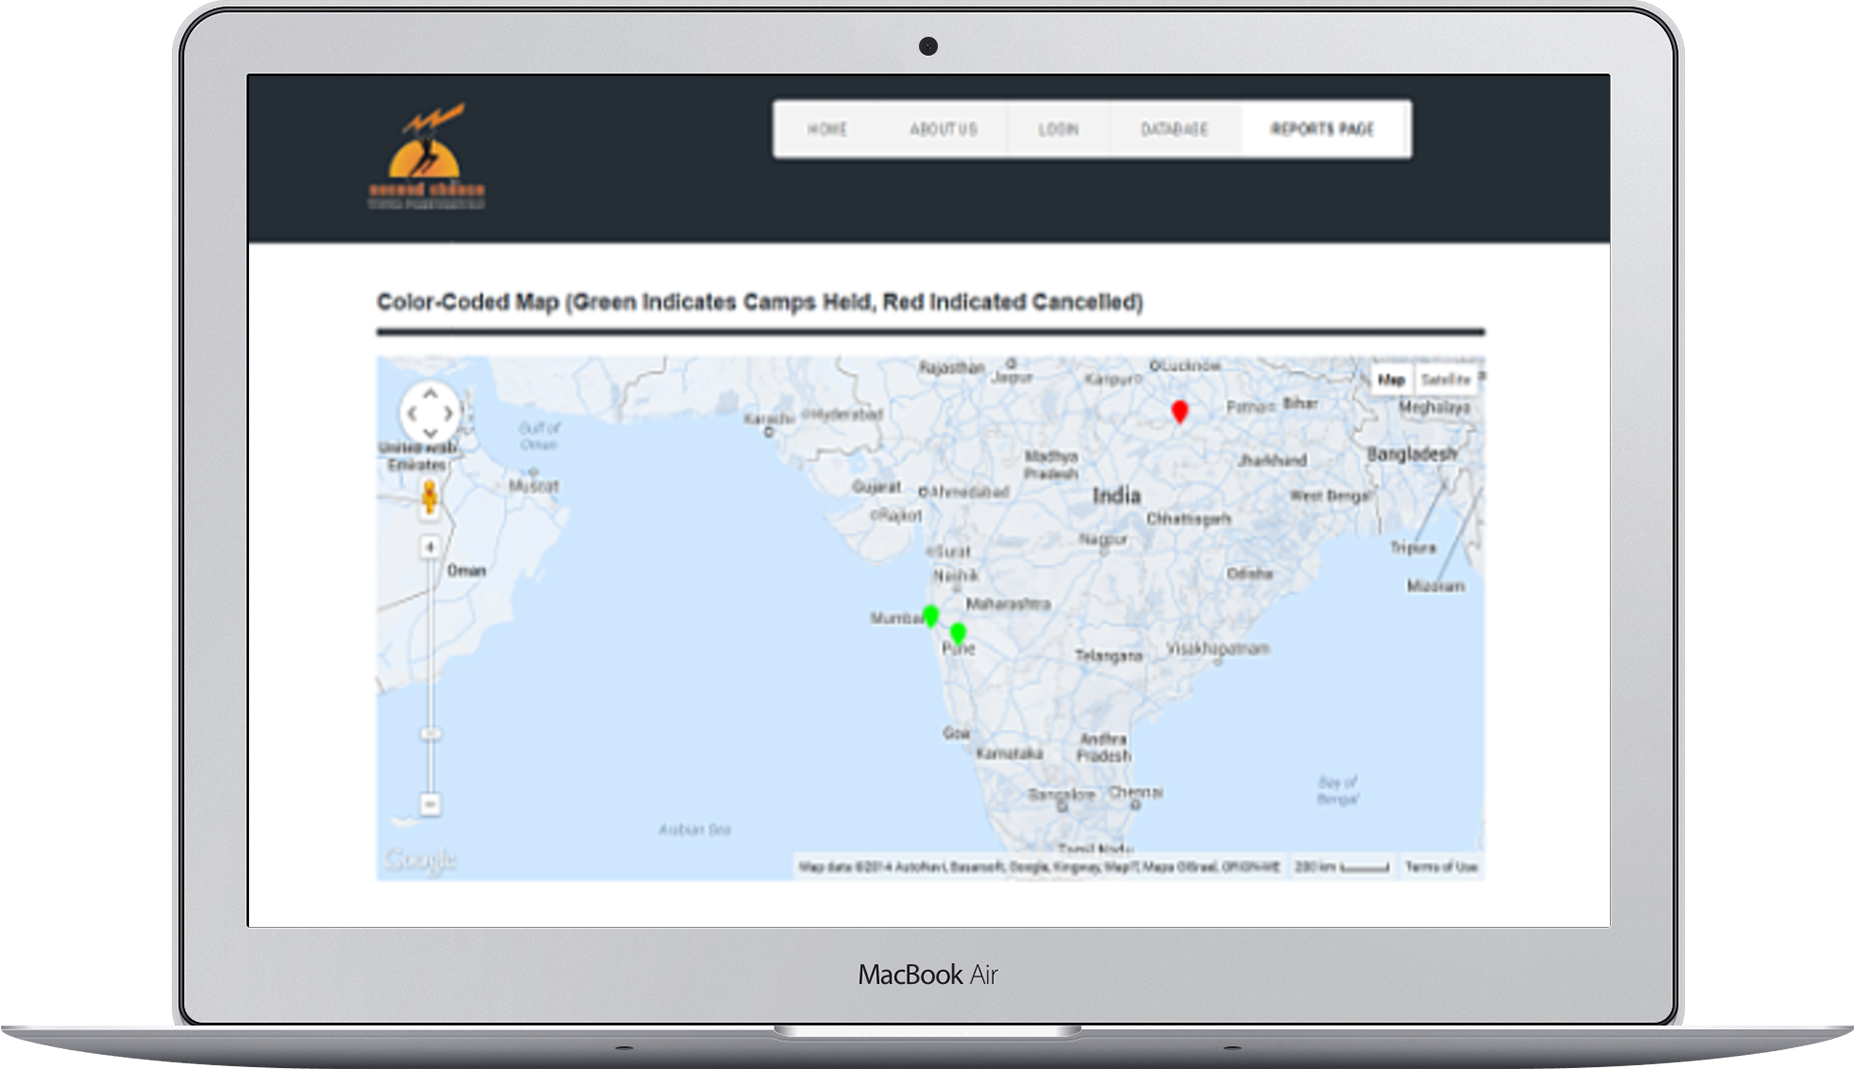 HOME ABOUT US LOGIN DATABASE REPORTS PAGE
second chance
Color-Coded Map (Green Indicates Camps Held, Red Indicated Cancelled)
Rajasthan
Jaipur
Kanpur
Lucknow
Map Satellite
Karachi
Hyderabad
Patna
Bihar
Meghalaya
Gulf of
Oman
United Arab
Emirates
Muscat
Madhya
Pradesh
Jharkhand
Bangladesh
Gujarat
Ahmedabad
India
West Bengal
Rajkot
Chhattisgarh
Surat
Nagpur
Tripura
Oman
Nashik
Odisha
Mizoram
Maharashtra
Mumbai
Pune
Telangana
Visakhapatnam
Goa
Karnataka
Andhra
Pradesh
Bangalore
Chennai
Bay of
Bengal
Arabian Sea
Tamil Nadu
Google
Map data ©2014 AutoNavi, Basarsoft, Google, Kingway, MapIT, Mapa GISrael, ORION-ME 200 km Terms of Use
MacBook Air